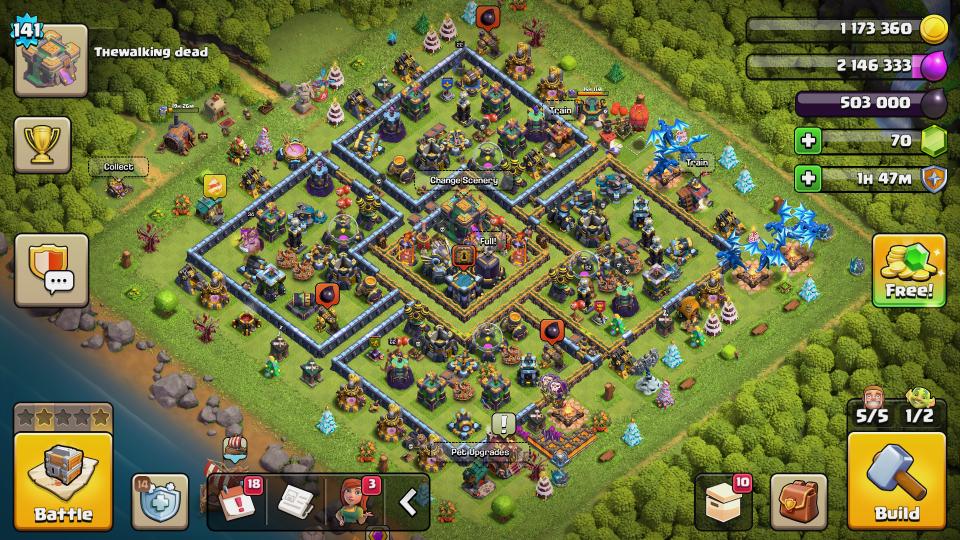 141
Thewalking dead
1 173 360
2 146 333
503 000
70
1H 47M
Train
Train
Collect
Change Scenery
Full!
Free!
5/5
1/2
!
Pet Upgrades
Battle
14
18
3
10
Build